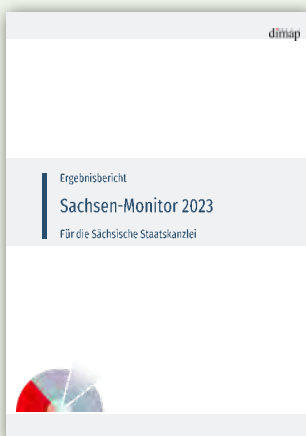 dimap
Ergebnisbericht
Sachsen-Monitor 2023
Für die Sächsische Staatskanzlei